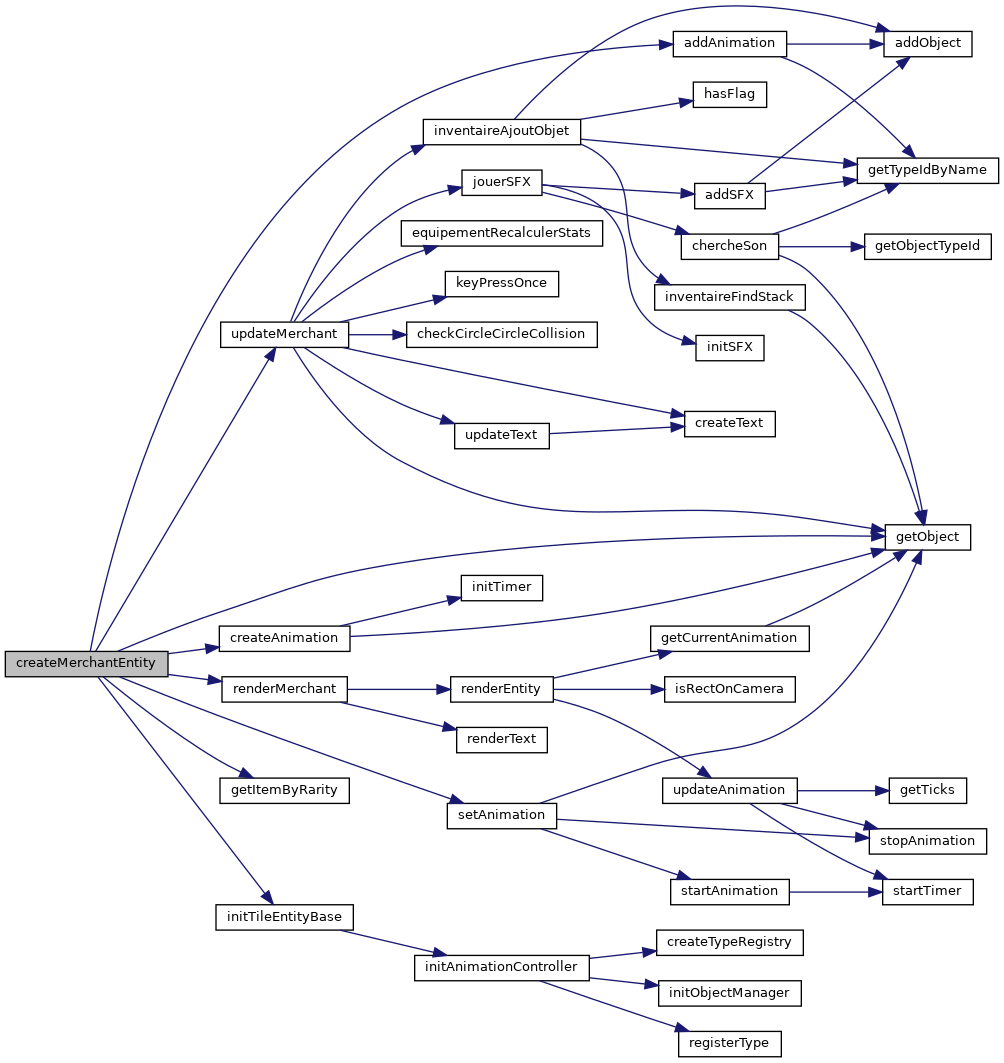 addAnimation
addObject
hasFlag
inventaireAjoutObjet
getTypeIdByName
jouerSFX
addSFX
equipementRecalculerStats
chercheSon
getObjectTypeId
keyPressOnce
inventaireFindStack
updateMerchant
checkCircleCircleCollision
initSFX
createText
updateText
getObject
initTimer
createAnimation
getCurrentAnimation
createMerchantEntity
renderMerchant
renderEntity
isRectOnCamera
renderText
getItemByRarity
updateAnimation
getTicks
setAnimation
stopAnimation
startAnimation
startTimer
initTileEntityBase
createTypeRegistry
initAnimationController
initObjectManager
registerType